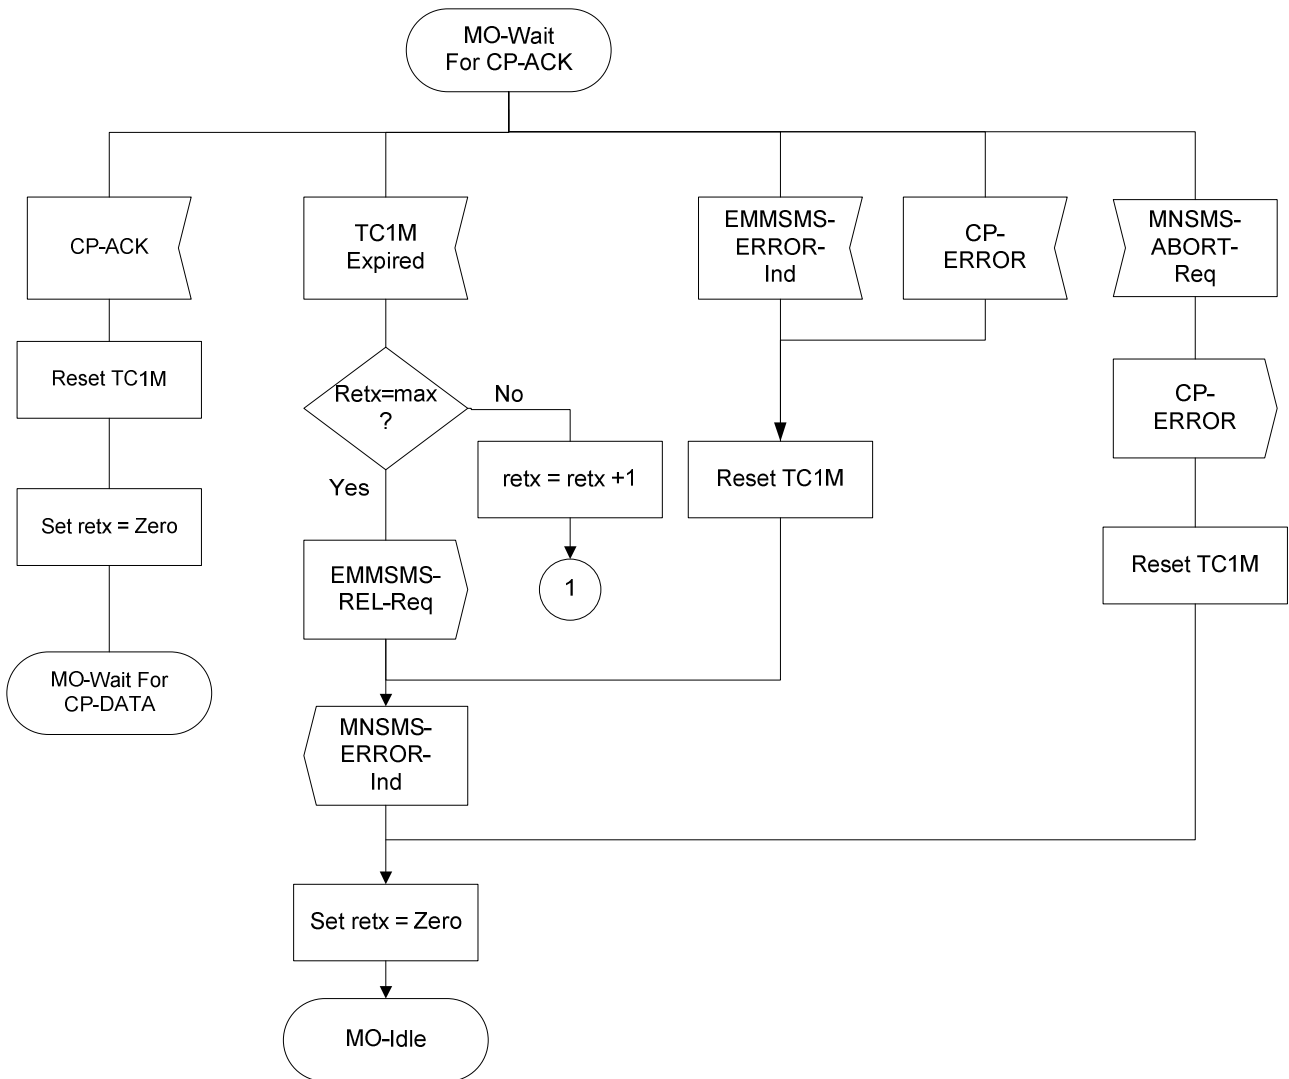 MO-Wait
For CP-ACK
CP-ACK
TC1M
Expired
EMMSMS-
ERROR-
Ind
CP-
ERROR
MNSMS-
ABORT-
Req
Reset TC1M
Retx=max
?
No
Yes
CP-
ERROR
retx = retx +1
Reset TC1M
Set retx = Zero
EMMSMS-
REL-Req
1
Reset TC1M
MO-Wait For
CP-DATA
MNSMS-
ERROR-
Ind
Set retx = Zero
MO-Idle